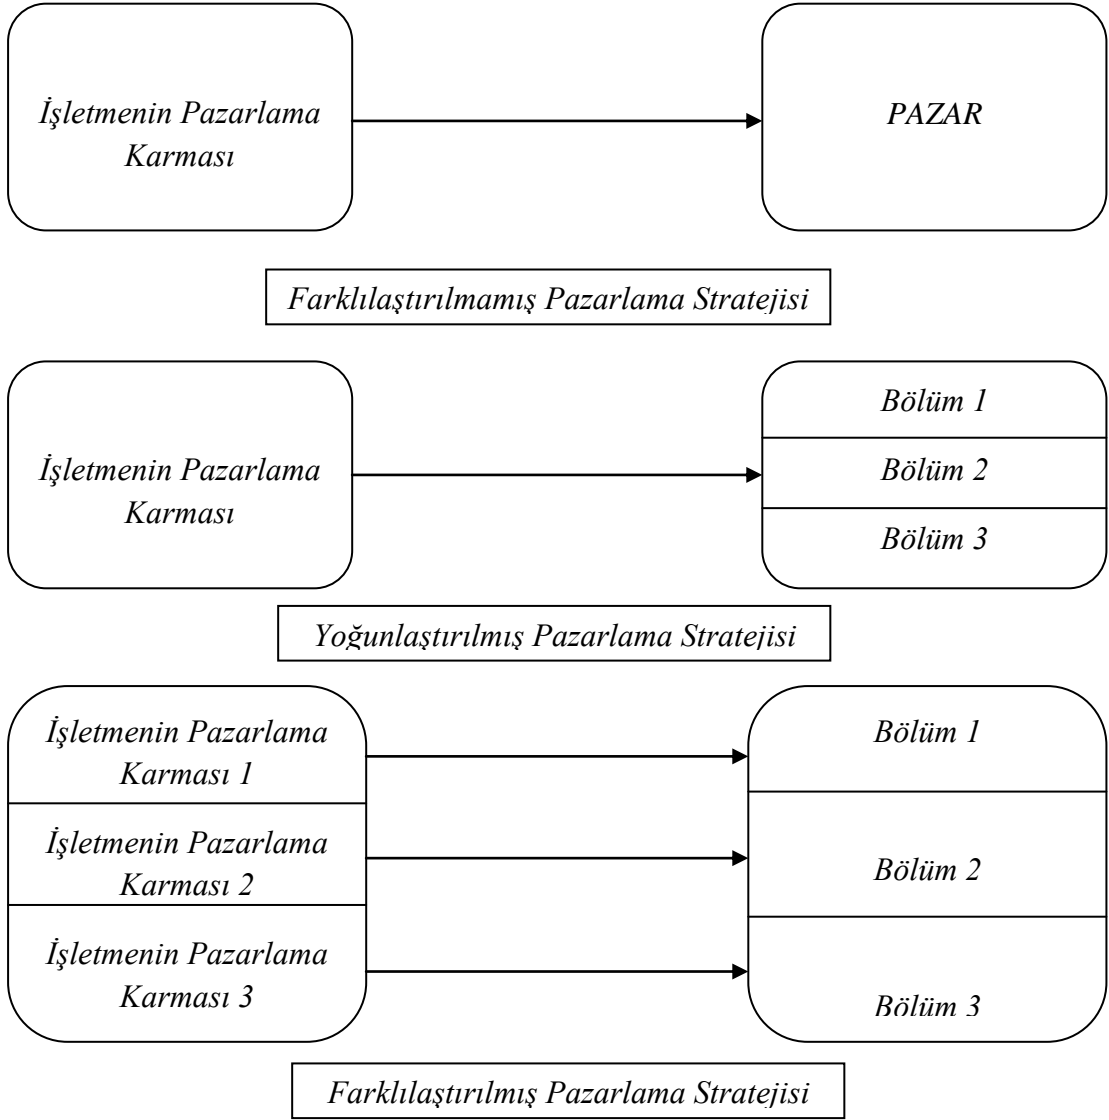 İşletmenin Pazarlama
Karması
PAZAR
Farklılaştırılmamış Pazarlama Stratejisi
İşletmenin Pazarlama
Karması
Bölüm 1
Bölüm 2
Bölüm 3
Yoğunlaştırılmış Pazarlama Stratejisi
İşletmenin Pazarlama
Karması 1
Bölüm 1
İşletmenin Pazarlama
Karması 2
Bölüm 2
İşletmenin Pazarlama
Karması 3
Bölüm 3
Farklılaştırılmış Pazarlama Stratejisi